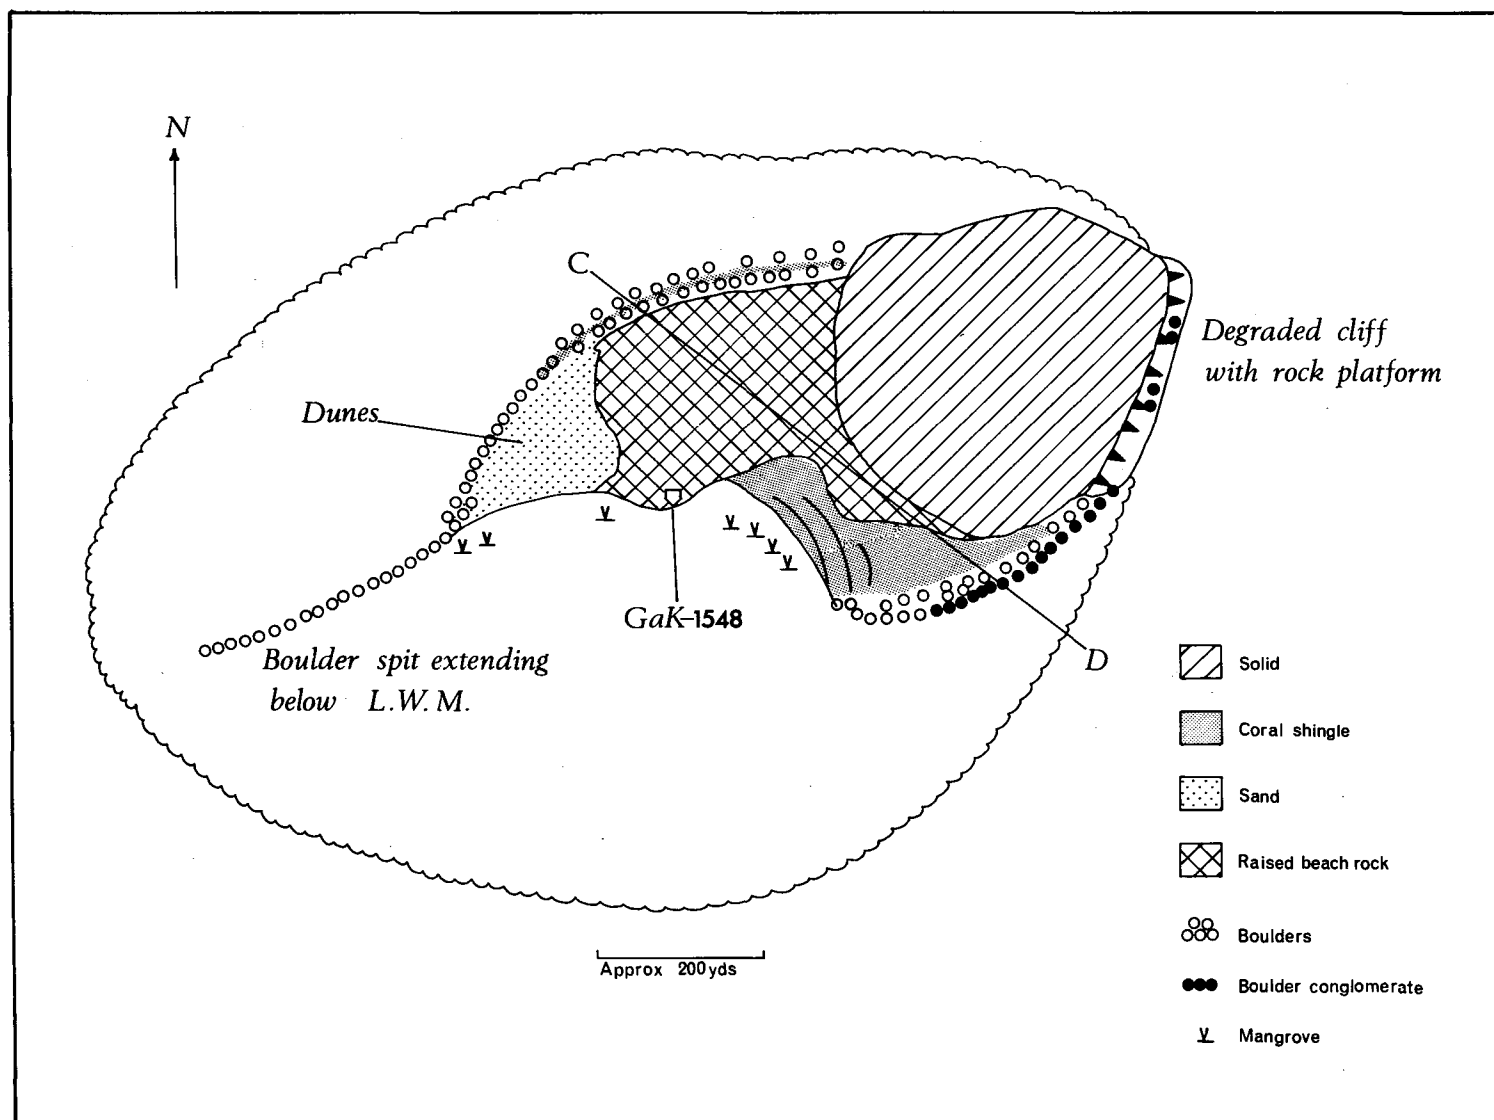 N
C
Degraded cliff
with rock platform
Dunes
GaK-1548
Boulder spit extending
below L.W.M.
D
Solid
Coral shingle
Sand
Raised beach rock
Boulders
Boulder conglomerate
Mangrove
Approx 200yds